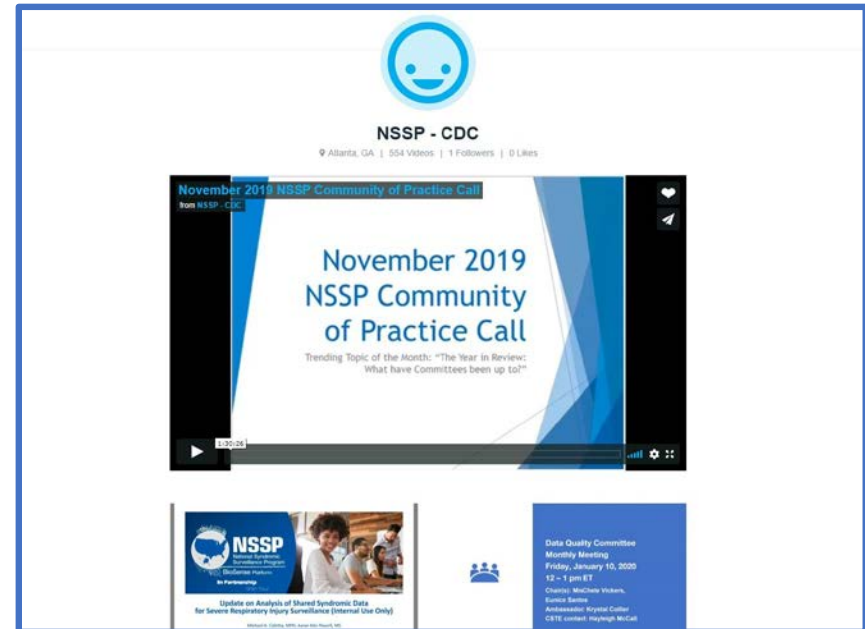 NSSP - CDC
Atlanta, GA | 554 Videos | 1 Followers | 0 Likes
November 2019 NSSP Community of Practice Call
from NSSP - CDC
November 2019
NSSP Community
of Practice Call
Trending Topic of the Month: “The Year in Review:
What have Committees been up to?”
1:30:26
NSSP
National Syndromic
Surveillance Program
BioSense Platform
In Partnership
Update on Analysis of Shared Syndromic Data
for Severe Respiratory Injury Surveillance (Internal Use Only)
Data Quality Committee
Monthly Meeting
Friday, January 10, 2020
12 – 1 pm ET
Chair(s): MisChele Vickers,
Eunice Santos
Ambassador: Krystal Collier
CSTE contact: Hayleigh McCall